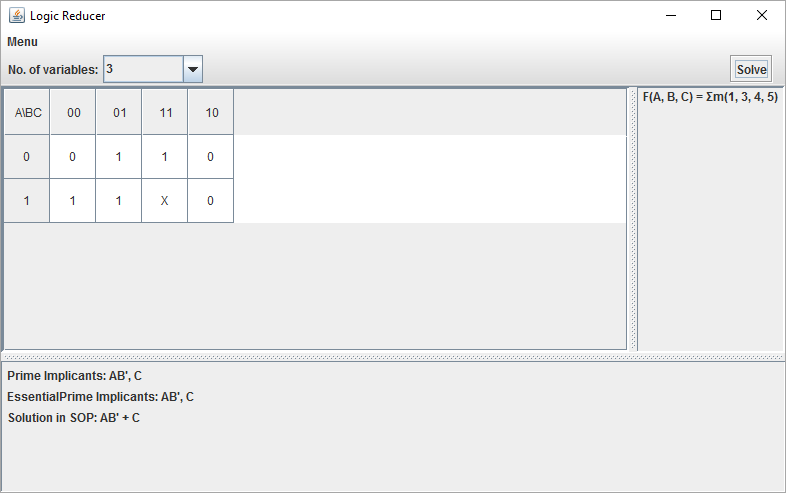 Logic Reducer
Menu
No. of variables: 3
Solve
A\BC 00 01 11 10
0 0 1 1 0
1 1 1 X 0
F(A, B, C) = Σm(1, 3, 4, 5)
Prime Implicants: AB', C
EssentialPrime Implicants: AB', C
Solution in SOP: AB' + C